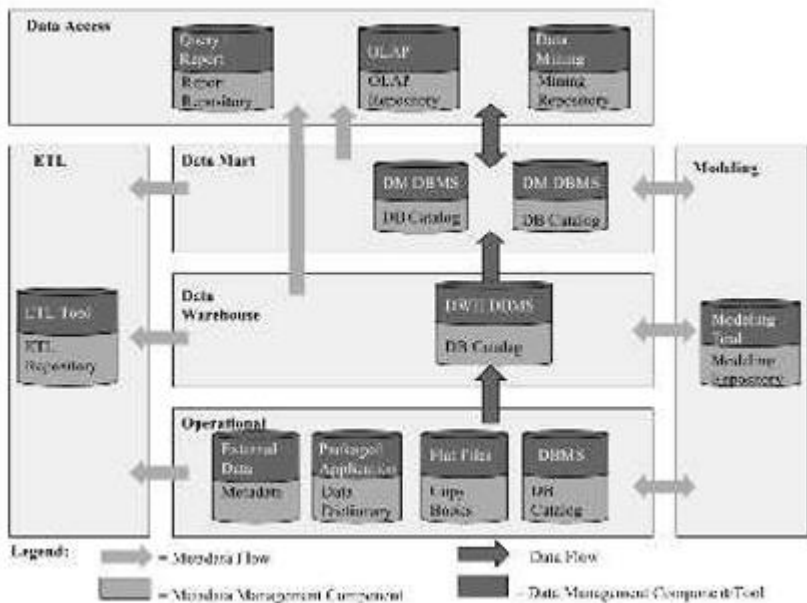 Data Access
Query
Report
Report
Repository
OLAP
OLAP
Repository
Data
Mining
Mining
Repository
ETL
Data Mart
DM DBMS
DB Catalog
DM DBMS
DB Catalog
Modeling
ETL Tool
ETL
Repository
Data
Warehouse
DWH DBMS
DB Catalog
Modeling
Tool
Modeling
Repository
Operational
External
Data
Metadata
Packaged
Application
Data
Dictionary
Flat Files
Copy
Books
DBMS
DB
Catalog
Legend:
= Metadata Flow
Data Flow
= Metadata Management Component
= Data Management Component/Tool